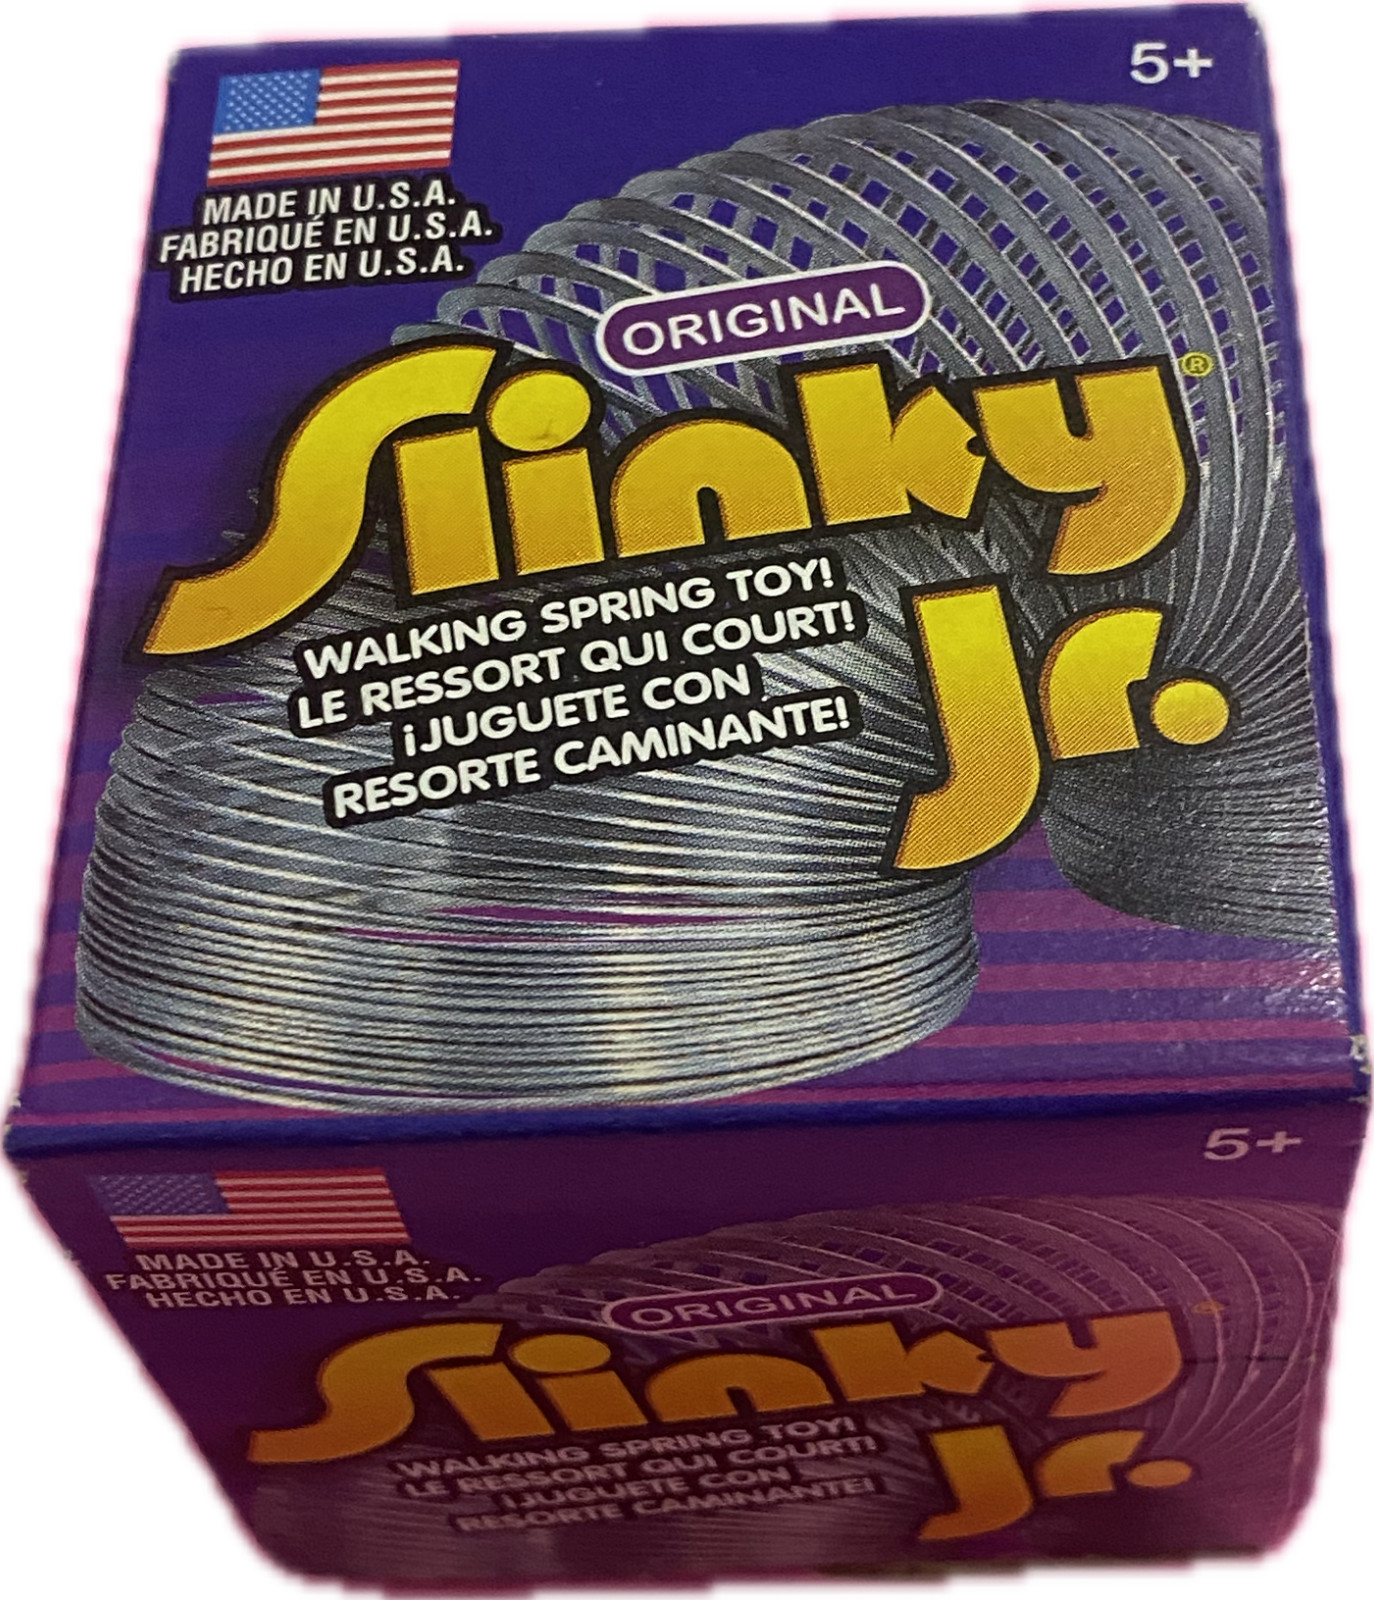 5+
MADE IN U.S.A.
FABRIQUÉ EN U.S.A.
HECHO EN U.S.A.
ORIGINAL
Slinky®
Jr.
WALKING SPRING TOY!
LE RESSORT QUI COURT!
¡JUGUETE CON
RESORTE CAMINANTE!
5+
MADE IN U.S.A.
FABRIQUÉ EN U.S.A.
HECHO EN U.S.A.
ORIGINAL
Slinky®
Jr.
WALKING SPRING TOY!
LE RESSORT QUI COURT!
¡JUGUETE CON
RESORTE CAMINANTE!